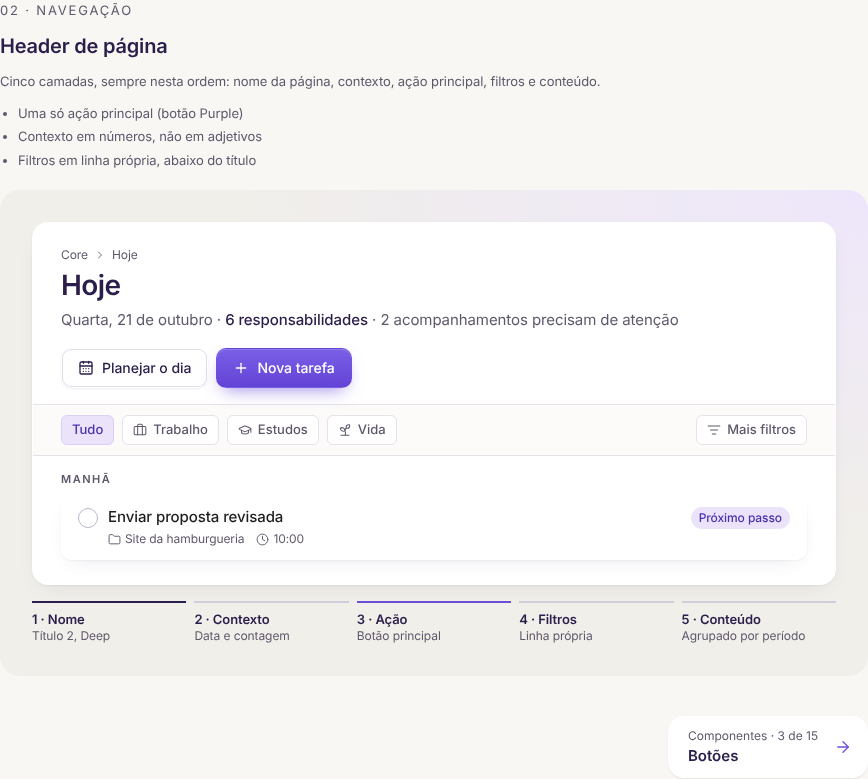 02 · NAVEGAÇÃO
Header de página
Cinco camadas, sempre nesta ordem: nome da página, contexto, ação principal, filtros e conteúdo.
• Uma só ação principal (botão Purple)
• Contexto em números, não em adjetivos
• Filtros em linha própria, abaixo do título
Core > Hoje
Hoje
Quarta, 21 de outubro · 6 responsabilidades · 2 acompanhamentos precisam de atenção
Planejar o dia + Nova tarefa
Tudo Trabalho Estudos Vida Mais filtros
MANHÃ
Enviar proposta revisada Próximo passo
Site da hamburgueria 10:00
1 · Nome 2 · Contexto 3 · Ação 4 · Filtros 5 · Conteúdo
Título 2, Deep Data e contagem Botão principal Linha própria Agrupado por período
Componentes · 3 de 15
Botões